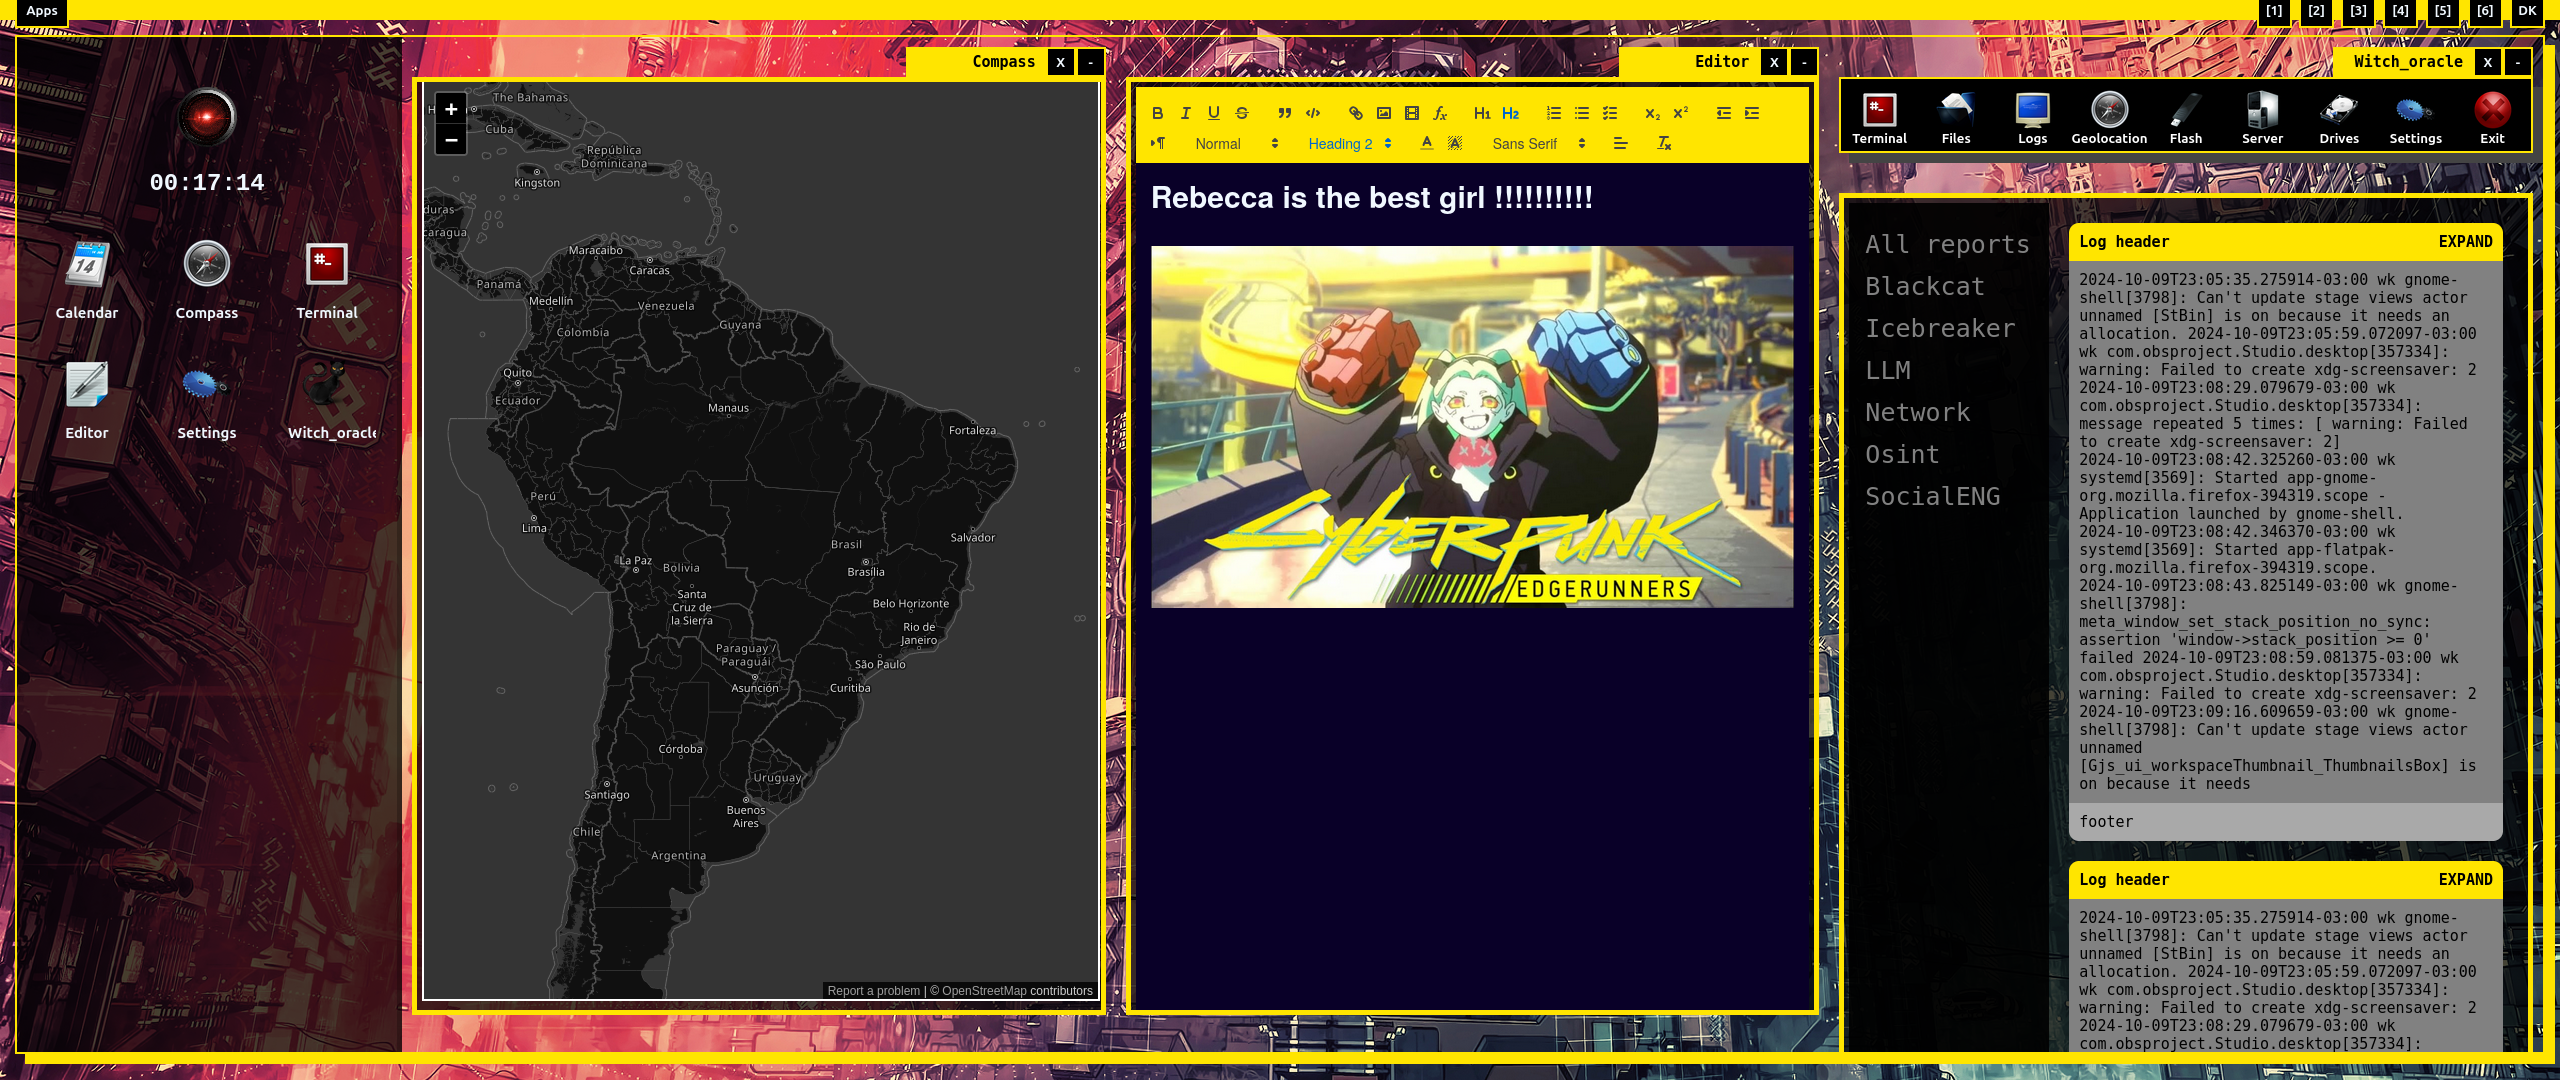 Apps
[1] [2] [3] [4] [5] [6] DK
00:17:14
Calendar
Compass
Terminal
Editor
Settings
Witch_oracle
Compass X -
+
−
The Bahamas
Cuba
República
Dominicana
Kingston
duras
caragua
Maracaibo
Caracas
Panamá
Medellín
Venezuela
Colombia
Guyana
Quito
Ecuador
Manaus
Fortaleza
Perú
Lima
Salvador
Brasil
La Paz
Bolivia
Brasília
Santa
Cruz de
la Sierra
Belo Horizonte
Rio de
Janeiro
Paraguay /
Paraguái
São Paulo
Asunción
Curitiba
Córdoba
Uruguay
Santiago
Buenos
Aires
Chile
Argentina
Report a problem | © OpenStreetMap contributors
Editor X -
Normal Heading 2 Sans Serif
Rebecca is the best girl !!!!!!!!!!
CYBERPUNK
EDGERUNNERS
Witch_oracle X -
Terminal Files Logs Geolocation Flash Server Drives Settings Exit
All reports
Blackcat
Icebreaker
LLM
Network
Osint
SocialENG
Log header EXPAND
2024-10-09T23:05:35.275914-03:00 wk gnome-
shell[3798]: Can't update stage views actor
unnamed [StBin] is on because it needs an
allocation. 2024-10-09T23:05:59.072097-03:00
wk com.obsproject.Studio.desktop[357334]:
warning: Failed to create xdg-screensaver: 2
2024-10-09T23:08:29.079679-03:00 wk
com.obsproject.Studio.desktop[357334]:
message repeated 5 times: [ warning: Failed
to create xdg-screensaver: 2]
2024-10-09T23:08:42.325260-03:00 wk
systemd[3569]: Started app-gnome-
org.mozilla.firefox-394319.scope -
Application launched by gnome-shell.
2024-10-09T23:08:42.346370-03:00 wk
systemd[3569]: Started app-flatpak-
org.mozilla.firefox-394319.scope.
2024-10-09T23:08:43.825149-03:00 wk gnome-
shell[3798]:
meta_window_set_stack_position_no_sync:
assertion 'window->stack_position >= 0'
failed 2024-10-09T23:08:59.081375-03:00 wk
com.obsproject.Studio.desktop[357334]:
warning: Failed to create xdg-screensaver: 2
2024-10-09T23:09:16.609659-03:00 wk gnome-
shell[3798]: Can't update stage views actor
unnamed
[Gjs_ui_workspaceThumbnail_ThumbnailsBox] is
on because it needs
footer
Log header EXPAND
2024-10-09T23:05:35.275914-03:00 wk gnome-
shell[3798]: Can't update stage views actor
unnamed [StBin] is on because it needs an
allocation. 2024-10-09T23:05:59.072097-03:00
wk com.obsproject.Studio.desktop[357334]:
warning: Failed to create xdg-screensaver: 2
2024-10-09T23:08:29.079679-03:00 wk
com.obsproject.Studio.desktop[357334]: